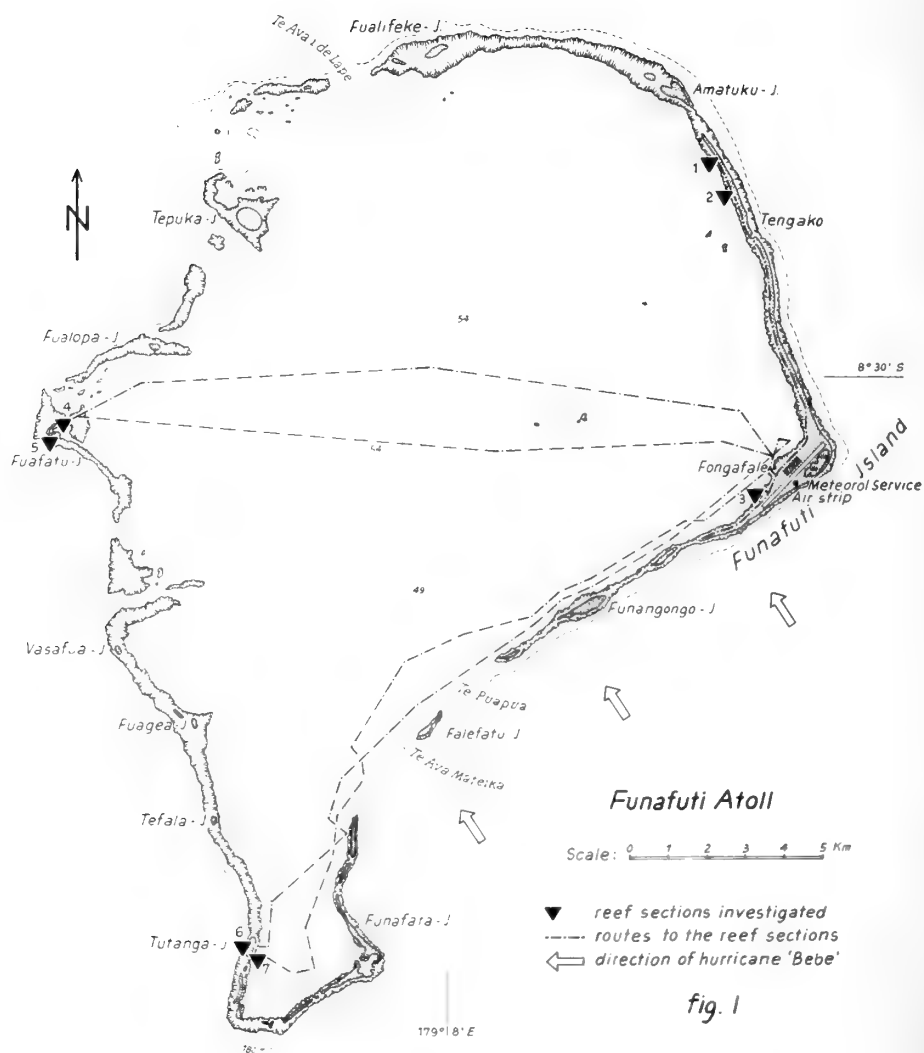 Te Ava i de Lape
Fualifeke - J.
Amatuku - J.
1
2
Tengako
N
Tepuka - J
54
Fualopa - J
8° 30' S
4
5
Fuafatu - J
54
Fongafale
Meteorol Service
Air strip
3
Funafuti Island
49
Funangongo - J
Vasafua - J
Te Puapua
Fuagea - J
Falefatu J
Te Ava Mateika
Funafuti Atoll
Tefala - J
Scale: 0 1 2 3 4 5 Km
Funafara - J
reef sections investigated
6
routes to the reef sections
Tutanga - J
7
direction of hurricane 'Bebe'
fig. 1
179° 8' E